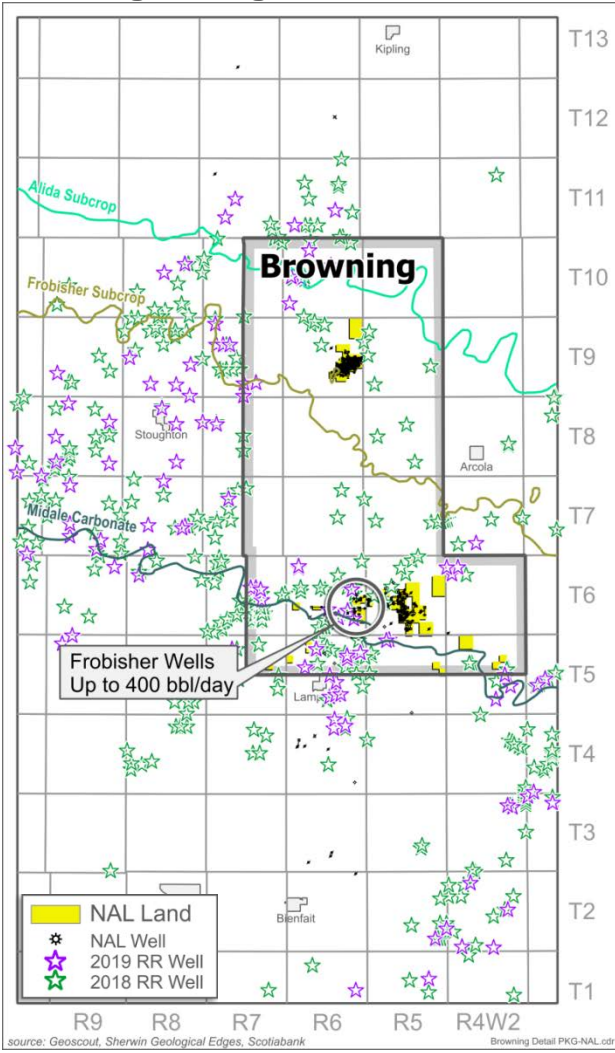 T13
Kipling
T12
Alida Subcrop
T11
Browning
T10
Frobisher Subcrop
T9
Stoughton
T8
Arcola
Midale Carbonate
T7
T6
Frobisher Wells
Up to 400 bbl/day
T5
Lam
T4
T3
NAL Land
NAL Well
2019 RR Well
2018 RR Well
Bienfait
T2
T1
R9
R8
R7
R6
R5
R4W2
source: Geoscout, Sherwin Geological Edges, Scotiabank
Browning Detail PKG-NAL.cdr